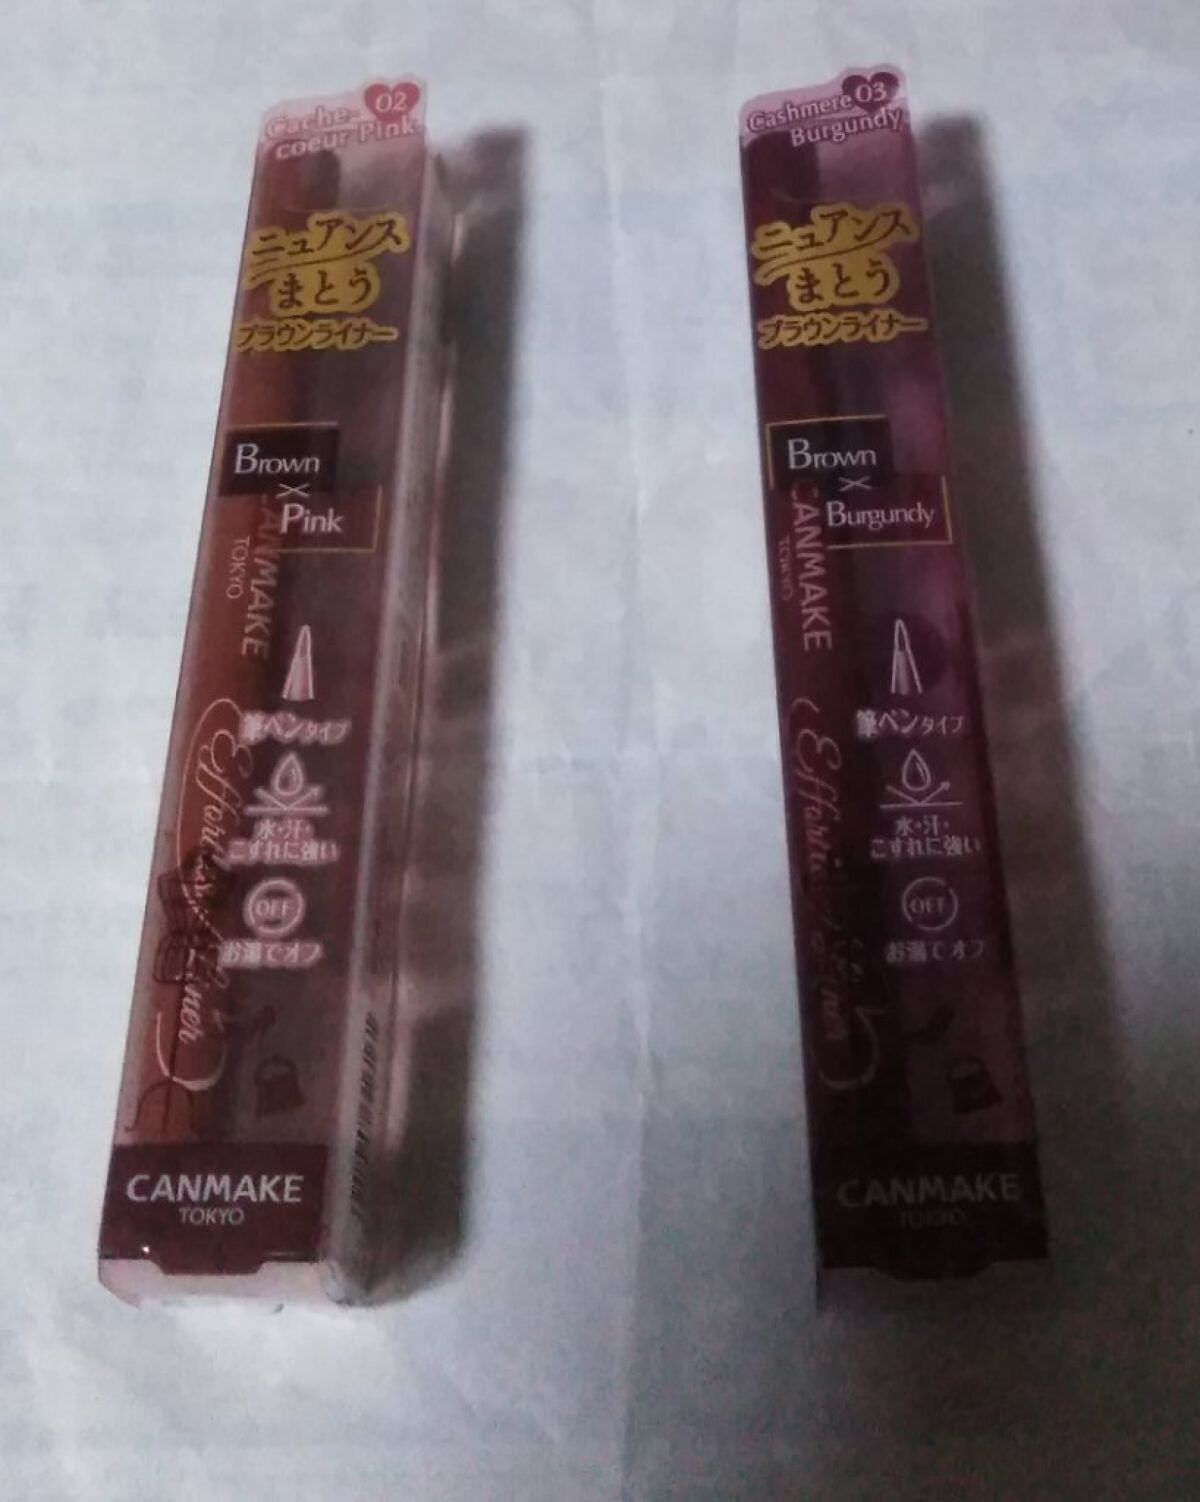 Cache-
coeur Pink
02
ニュアンス
まとう
ブラウンライナー
Brown
×
Pink
CANMAKE
TOKYO
筆ペンタイプ
水・汗・
こすれに強い
OFF
お湯でオフ
Effortless Liner
CANMAKE
TOKYO
Cashmere 03
Burgundy
ニュアンス
まとう
ブラウンライナー
Brown
×
Burgundy
CANMAKE
TOKYO
筆ペンタイプ
水・汗・
こすれに強い
OFF
お湯でオフ
CANMAKE
TOKYO